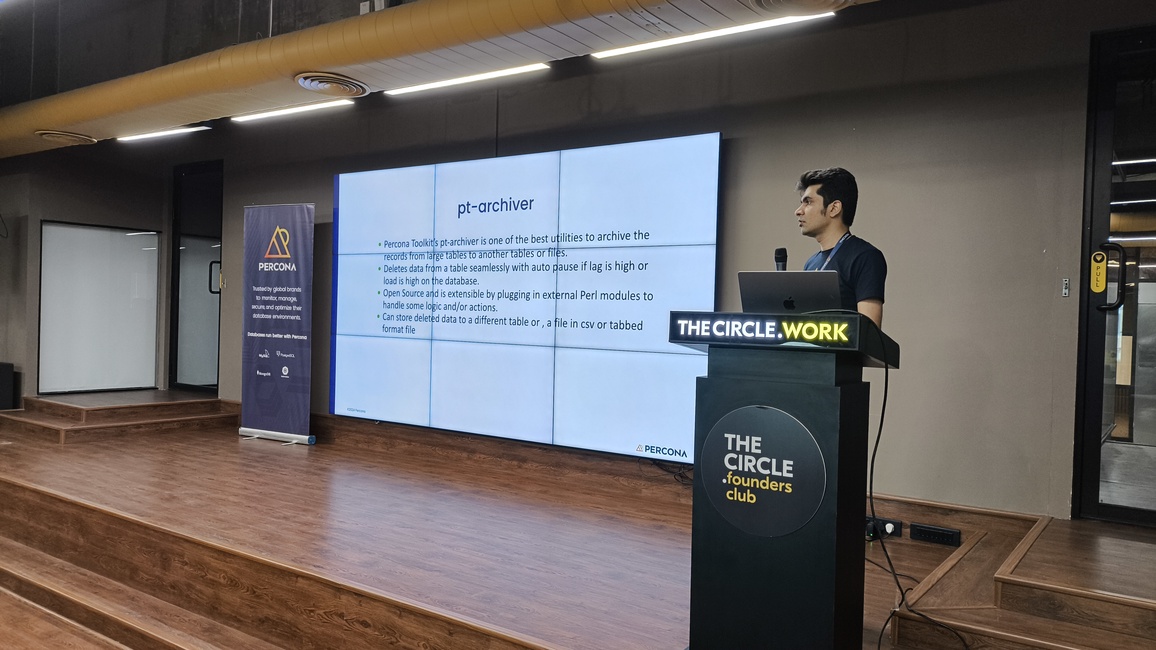 PERCONA
Trusted by global brands
to monitor, manage,
secure, and optimize their
database environments.
Databases run better with Percona
MySQL
PostgreSQL
mongoDB
pt-archiver
• Percona Toolkit's pt-archiver is one of the best utilities to archive the
records from large tables to another tables or files.
• Deletes data from a table seamlessly with auto pause if lag is high or
load is high on the database.
• Open Source and is extensible by plugging in external Perl modules to
handle some logic and/or actions.
• Can store deleted data to a different table or , a file in csv or tabbed
format file
PERCONA
THE CIRCLE.WORK
THE
CIRCLE
.founders
club
PULL